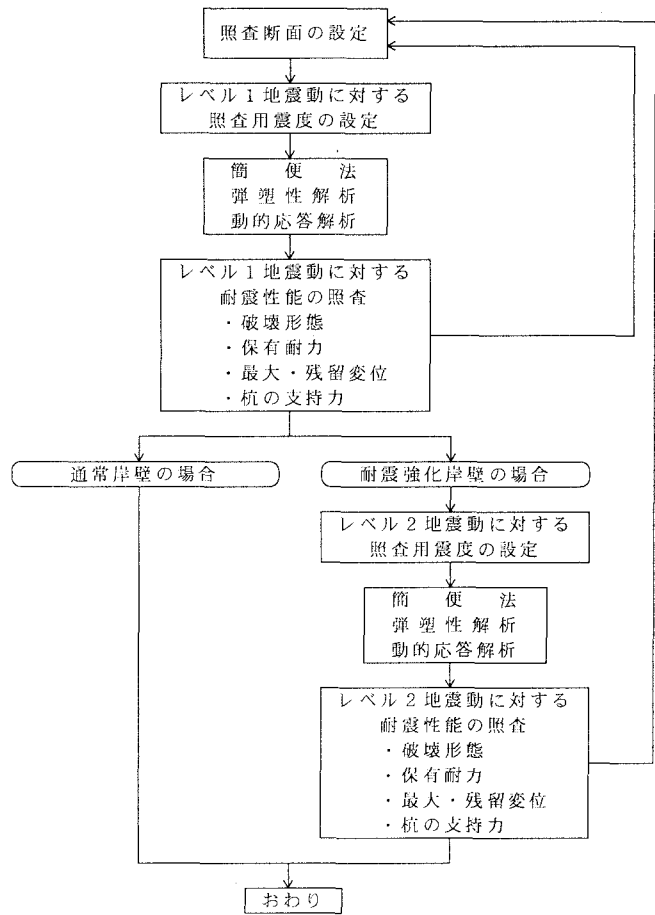 照査断面の設定
レベル1地震動に対する
照査用震度の設定
簡便法
弾塑性解析
動的応答解析
レベル1地震動に対する
耐震性能の照査
・破壊形態
・保有耐力
・最大・残留変位
・杭の支持力
通常岸壁の場合
耐震強化岸壁の場合
レベル2地震動に対する
照査用震度の設定
簡便法
弾塑性解析
動的応答解析
レベル2地震動に対する
耐震性能の照査
・破壊形態
・保有耐力
・最大・残留変位
・杭の支持力
おわり